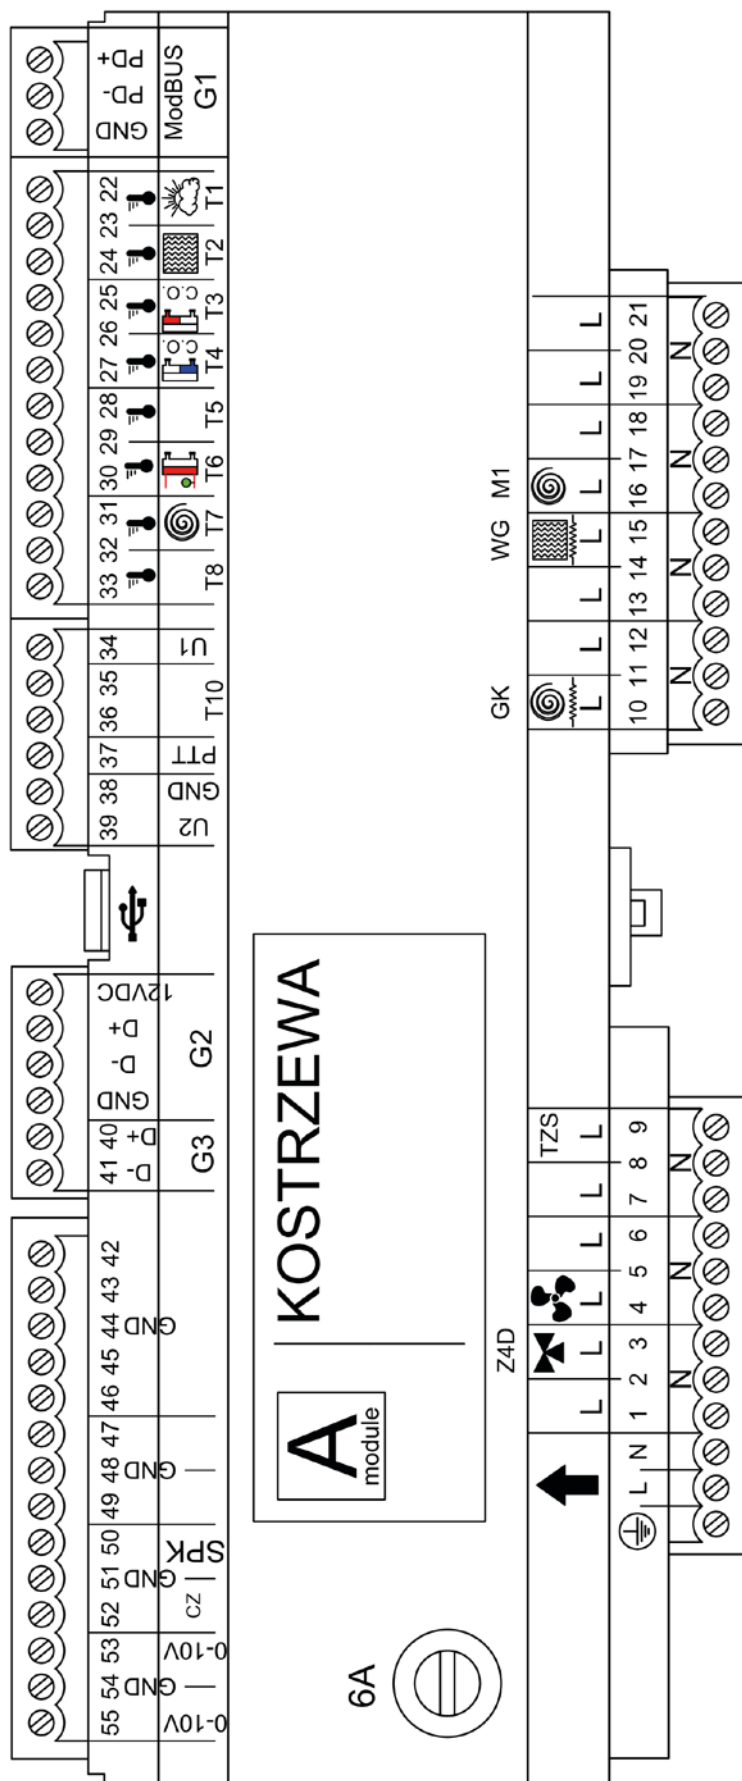 PD+
PD-
GND
ModBUS
G1
22
23
24
25
26
27
28
29
30
31
32
33
C.O.
C.O.
T1
T2
T3
T4
T5
T6
T7
T8
34
35
36
37
38
39
U1
T10
PTT
GND
U2
12VDC
D+
D-
GND
G2
40 D+
41 D-
G3
42
43
44 GND
45
46
47
48 GND
49
50 SPK
51 GND
52 CZ
53 0-10V
54 GND
55 0-10V
KOSTRZEWA
A
module
6A
M1
WG
GK
Z4D
TZS
L
L
L
L
L
L
L
L
21
20
19
18
17
16
15
14
13
12
11
10
N
N
N
N
L
L
L
L
L
L
9
8
7
6
5
4
3
2
1
N
L
N
N
N